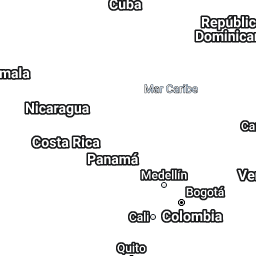 Cuba
Repúblic
Dominican
mala
Mar Caribe
Nicaragua
Ca
Costa Rica
Panamá
Medellín
Ve
Bogotá
Cali
Colombia
Quito